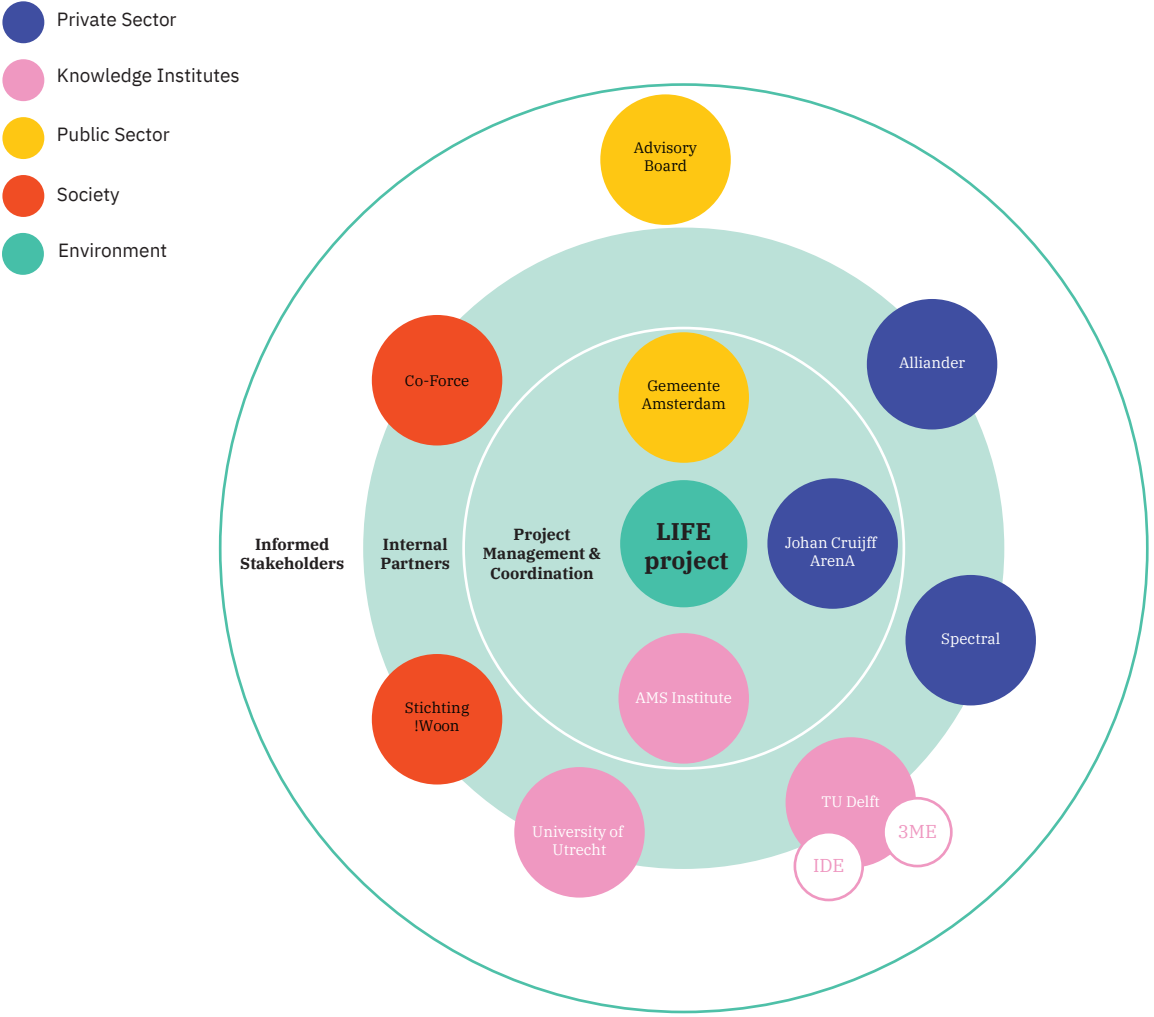 Private Sector
Knowledge Institutes
Public Sector
Society
Environment
Advisory
Board
Alliander
Co-Force
Gemeente
Amsterdam
LIFE
project
Johan Cruijff
ArenA
Project
Management &
Coordination
Internal
Partners
Informed
Stakeholders
Spectral
AMS Institute
Stichting
!Woon
University of
Utrecht
TU Delft
3ME
IDE